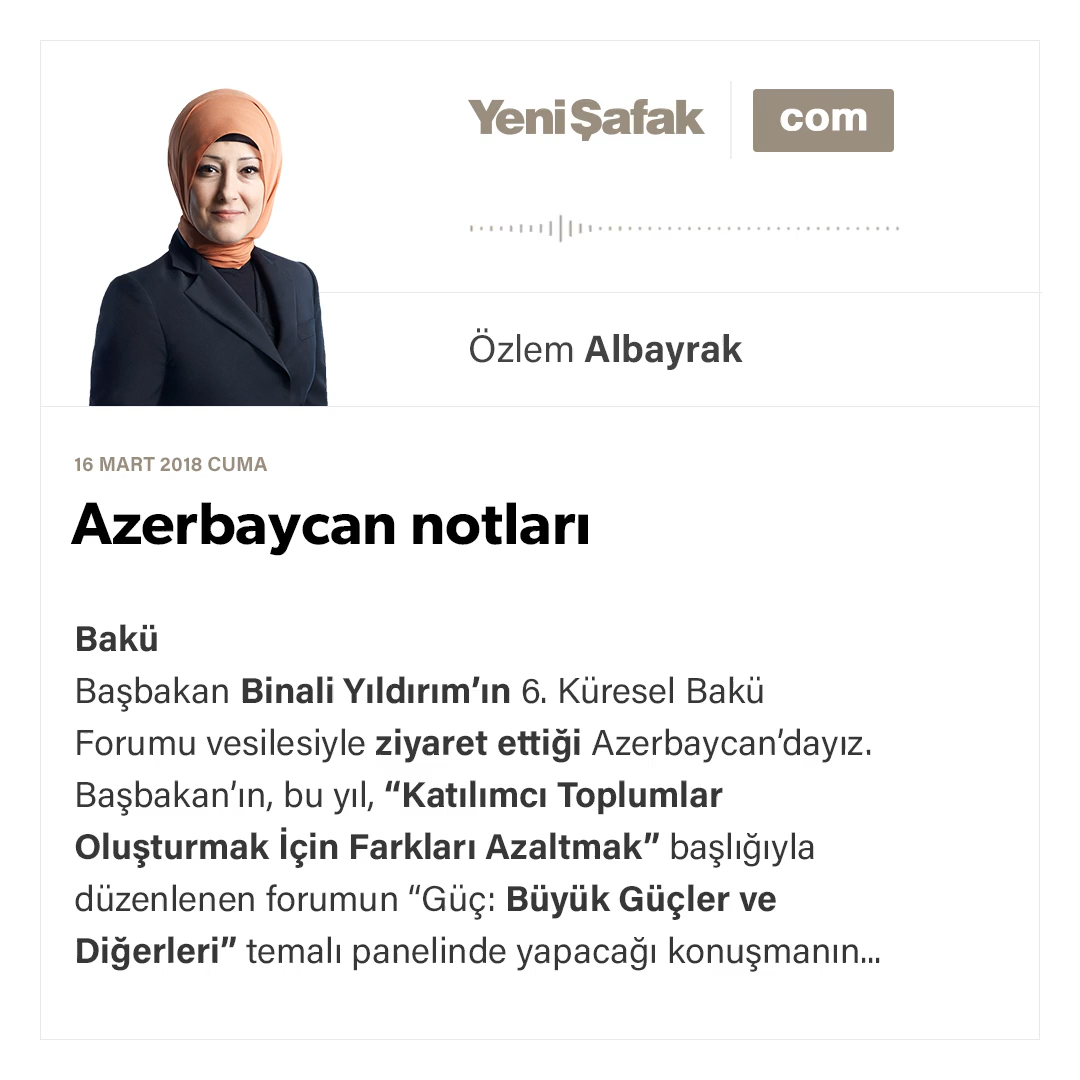 YeniŞafak com
Özlem Albayrak
16 MART 2018 CUMA
Azerbaycan notları
Bakü
Başbakan Binali Yıldırım’ın 6. Küresel Bakü
Forumu vesilesiyle ziyaret ettiği Azerbaycan’dayız.
Başbakan’ın, bu yıl, “Katılımcı Toplumlar
Oluşturmak İçin Farkları Azaltmak” başlığıyla
düzenlenen forumun “Güç: Büyük Güçler ve
Diğerleri” temalı panelinde yapacağı konuşmanın...